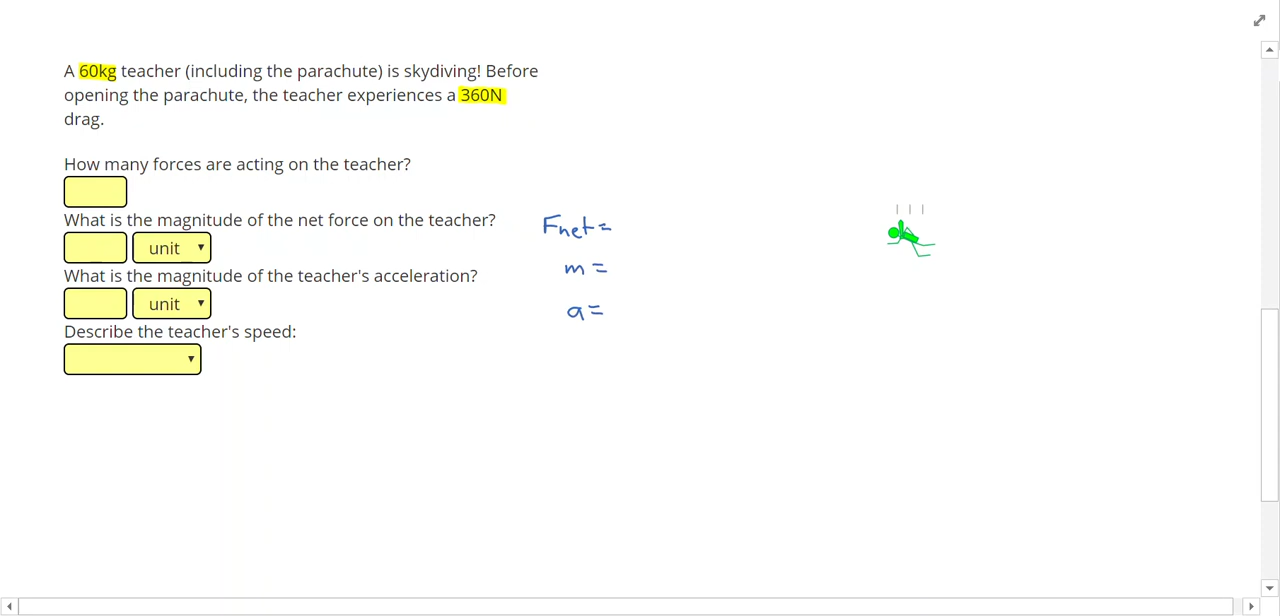 A 60kg teacher (including the parachute) is skydiving! Before
opening the parachute, the teacher experiences a 360N
drag.
How many forces are acting on the teacher?
What is the magnitude of the net force on the teacher?
unit
What is the magnitude of the teacher's acceleration?
unit
Describe the teacher's speed:
Fnet=
m=
a=